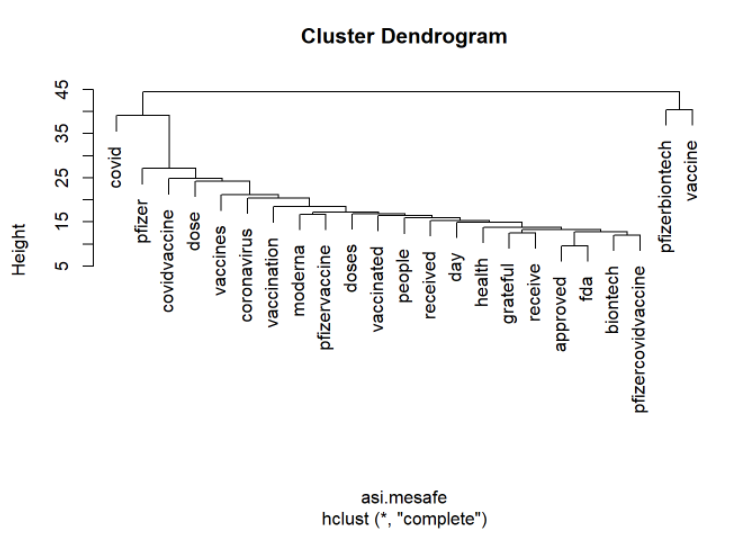 Cluster Dendrogram
Height
45
35
25
15
5
covid
pfizer
covidvaccine
dose
vaccines
coronavirus
vaccination
moderna
pfizervaccine
doses
vaccinated
people
received
day
health
grateful
receive
approved
fda
biontech
pfizercovidvaccine
pfizerbiontech
vaccine
asi.mesafe
hclust (*, "complete")